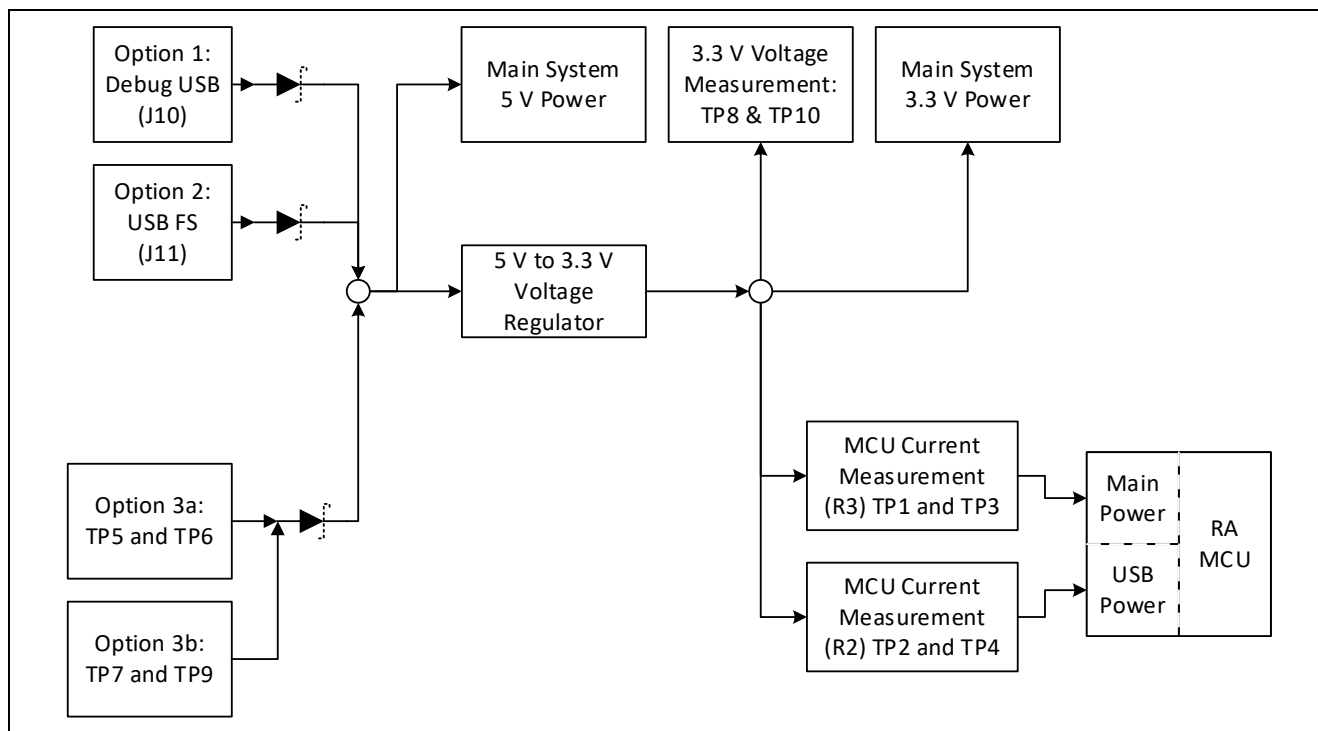 Option 1:
Debug USB
(J10)
Main System
5 V Power
3.3 V Voltage
Measurement:
TP8 & TP10
Main System
3.3 V Power
Option 2:
USB FS
(J11)
5 V to 3.3 V
Voltage
Regulator
Option 3a:
TP5 and TP6
Option 3b:
TP7 and TP9
MCU Current
Measurement
(R3) TP1 and TP3
MCU Current
Measurement
(R2) TP2 and TP4
Main
Power
USB
Power
RA
MCU